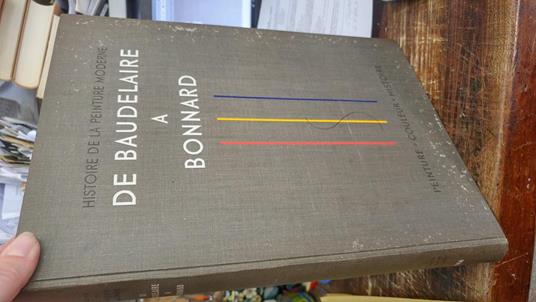 HISTOIRE DE LA PEINTURE MODERNE
DE BAUDELAIRE
A
BONNARD
PEINTURE - COULEUR - HISTOIRE